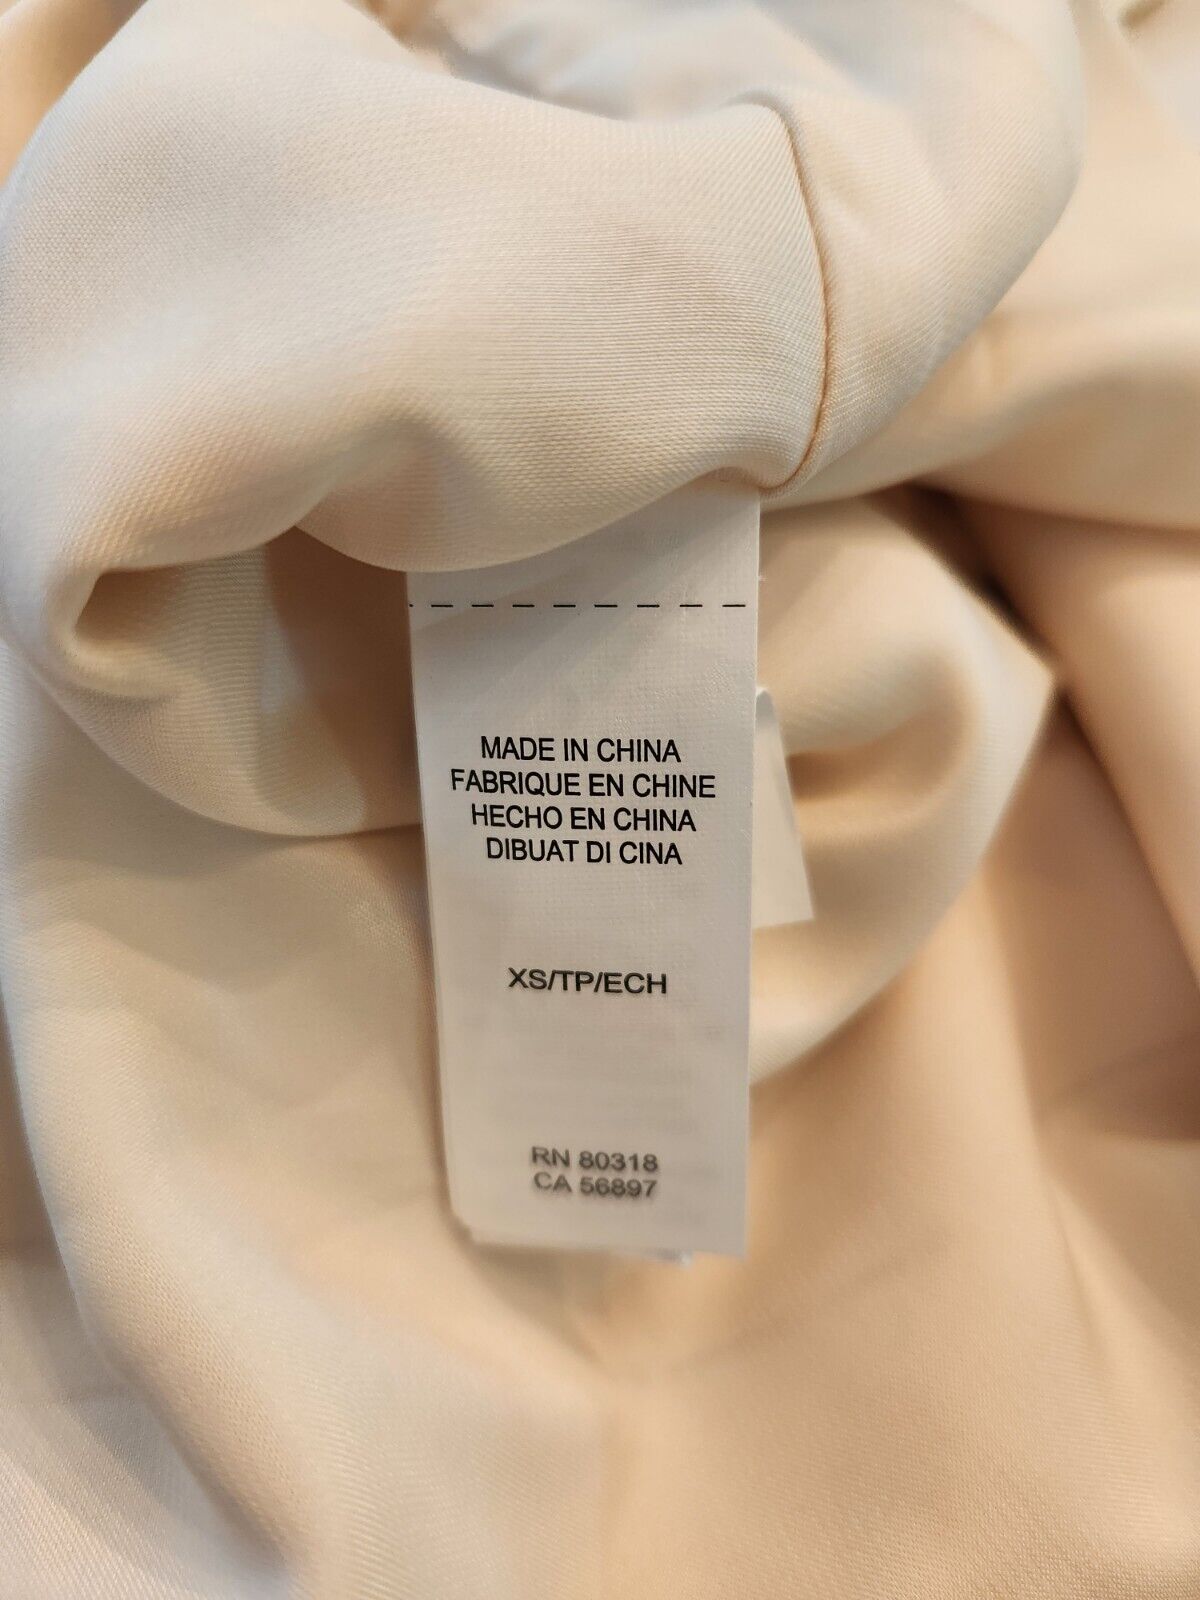 MADE IN CHINA
FABRIQUE EN CHINE
HECHO EN CHINA
DIBUAT DI CINA
XS/TP/ECH
RN 80318
CA 56897